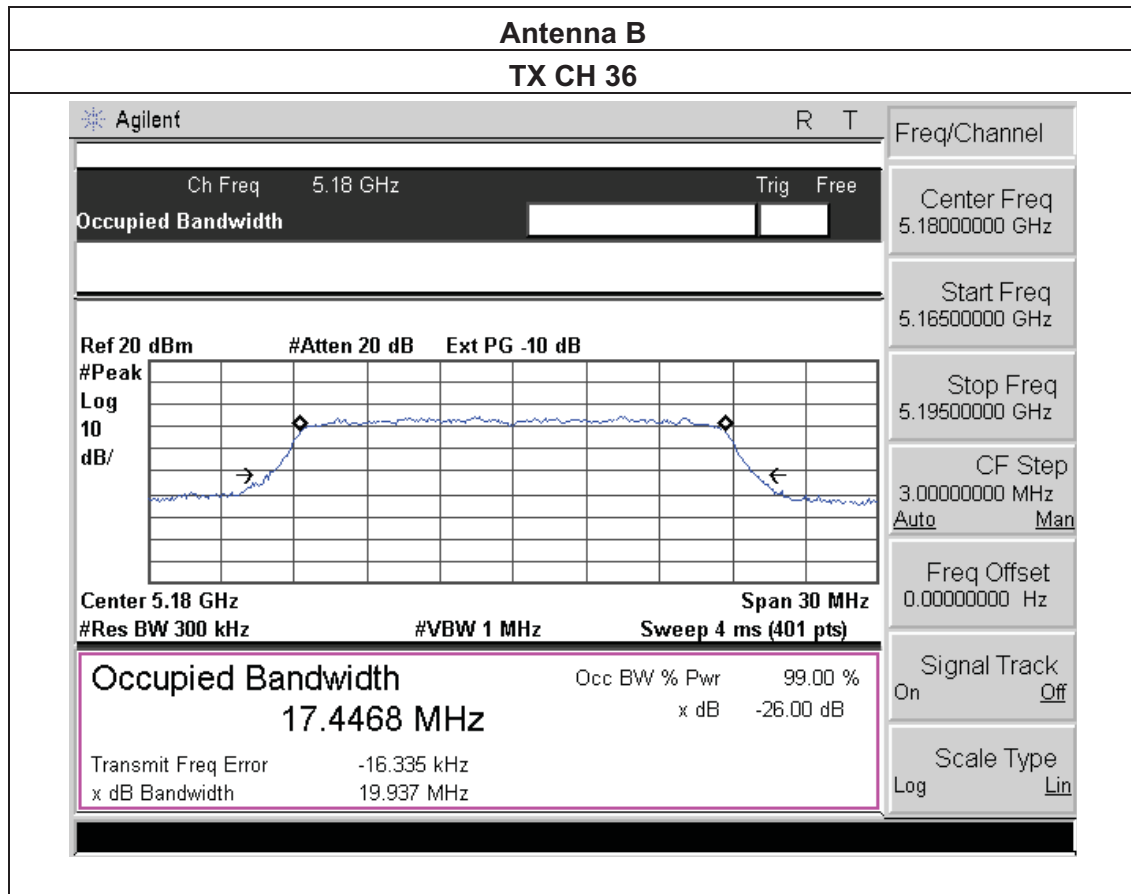 Antenna B
TX CH 36
Agilent R T
Ch Freq 5.18 GHz Trig Free
Occupied Bandwidth
Ref 20 dBm #Atten 20 dB Ext PG -10 dB
#Peak
Log
10
dB/
Center 5.18 GHz Span 30 MHz
#Res BW 300 kHz #VBW 1 MHz Sweep 4 ms (401 pts)
Occupied Bandwidth Occ BW % Pwr 99.00 %
17.4468 MHz x dB -26.00 dB
Transmit Freq Error -16.335 kHz
x dB Bandwidth 19.937 MHz
Freq/Channel
Center Freq
5.18000000 GHz
Start Freq
5.16500000 GHz
Stop Freq
5.19500000 GHz
CF Step
3.00000000 MHz
Auto Man
Freq Offset
0.00000000 Hz
Signal Track
On Off
Scale Type
Log Lin